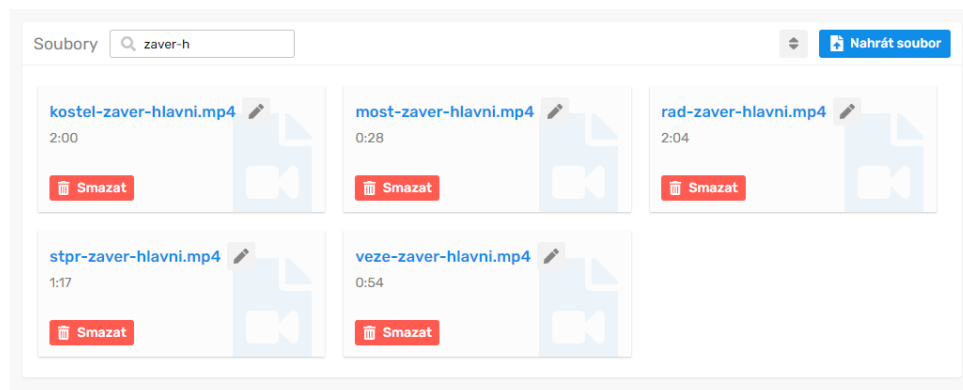 Soubory zaver-h Nahrát soubor
kostel-zaver-hlavni.mp4
2:00
Smazat
most-zaver-hlavni.mp4
0:28
Smazat
rad-zaver-hlavni.mp4
2:04
Smazat
stpr-zaver-hlavni.mp4
1:17
Smazat
veze-zaver-hlavni.mp4
0:54
Smazat